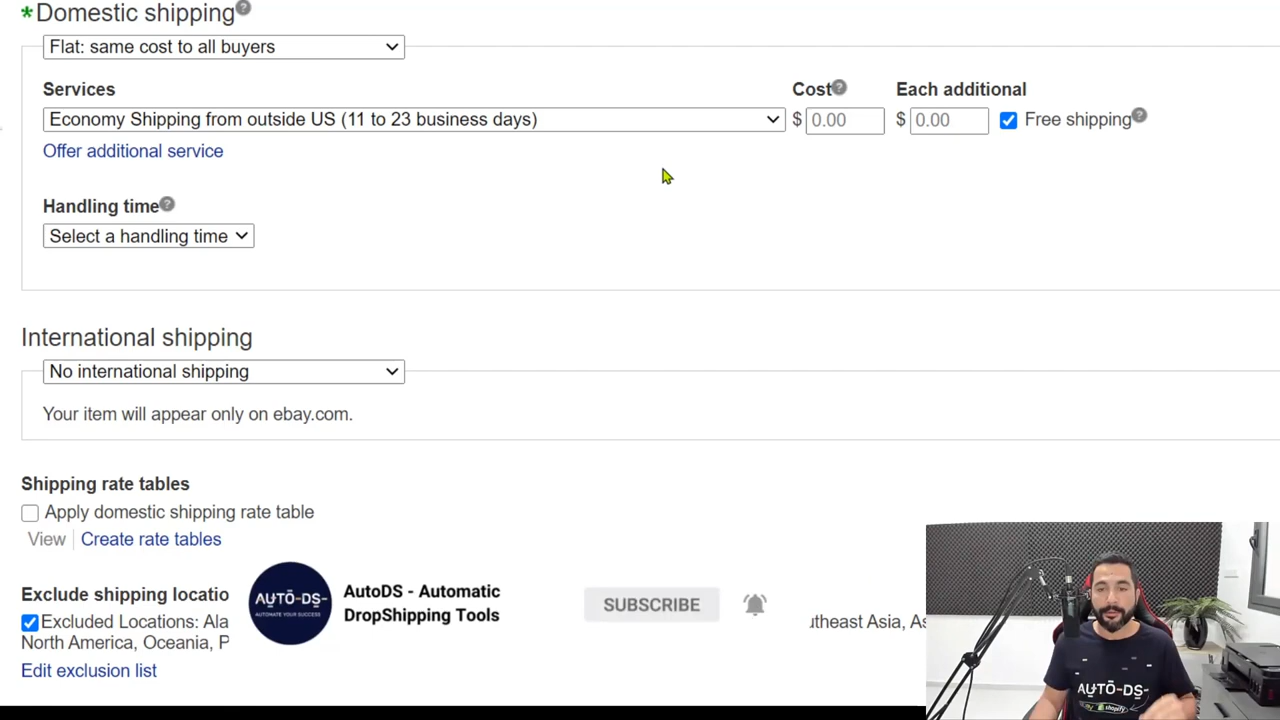 *Domestic shipping?
Flat: same cost to all buyers
Services
Cost?
Each additional
Economy Shipping from outside US (11 to 23 business days)
$ 0.00
$ 0.00
Free shipping?
Offer additional service
Handling time?
Select a handling time
International shipping
No international shipping
Your item will appear only on ebay.com.
Shipping rate tables
Apply domestic shipping rate table
View
Create rate tables
Exclude shipping locatio
Excluded Locations: Ala
utheast Asia, As
North America, Oceania, P
Edit exclusion list
AUTO-DS-
AUTOMATE YOUR SUCCESS
AutoDS - Automatic
DropShipping Tools
SUBSCRIBE
AUTO-DS-
shopify